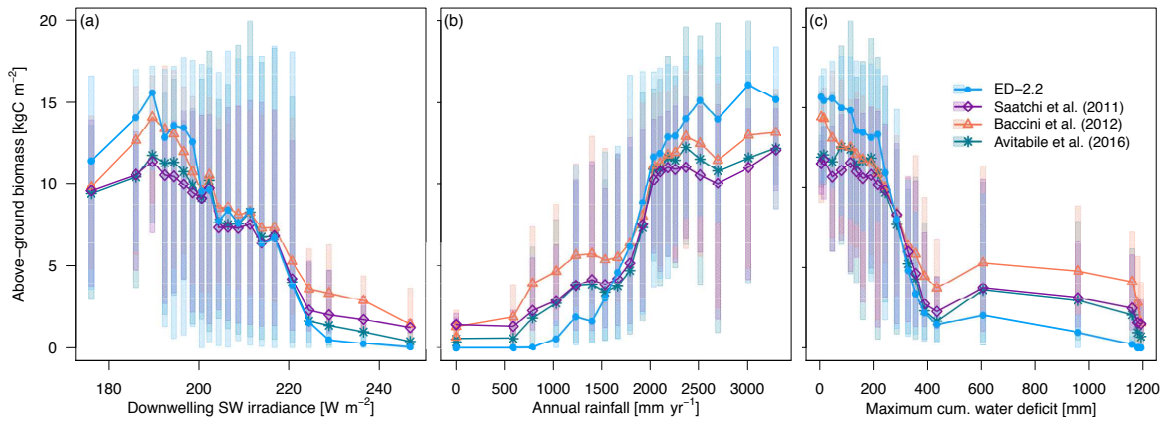 (a)
(b)
(c)
Above−ground biomass [kgC m−2]
20
15
10
5
0
180
200
220
240
Downwelling SW irradiance [W m−2]
0
500
1000
1500
2000
2500
3000
Annual rainfall [mm yr−1]
0
200
400
600
800
1000
1200
Maximum cum. water deficit [mm]
ED−2.2
Saatchi et al. (2011)
Baccini et al. (2012)
Avitabile et al. (2016)